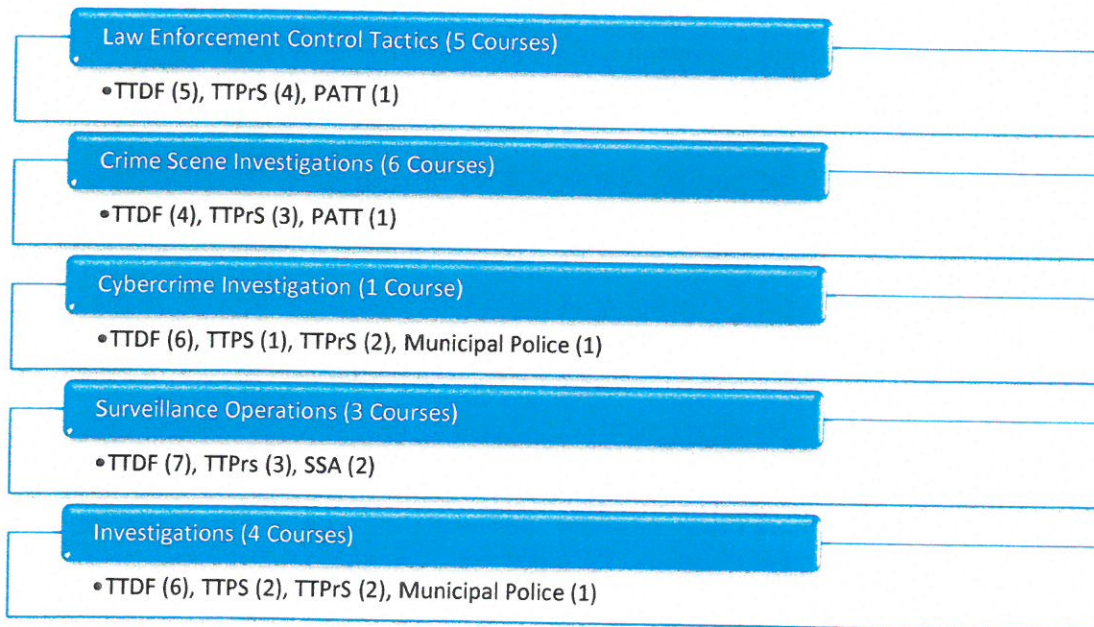 Law Enforcement Control Tactics (5 Courses)
•TTDF (5), TTPrS (4), PATT (1)
Crime Scene Investigations (6 Courses)
•TTDF (4), TTPrS (3), PATT (1)
Cybercrime Investigation (1 Course)
•TTDF (6), TTPS (1), TTPrS (2), Municipal Police (1)
Surveillance Operations (3 Courses)
•TTDF (7), TTPrs (3), SSA (2)
Investigations (4 Courses)
•TTDF (6), TTPS (2), TTPrS (2), Municipal Police (1)